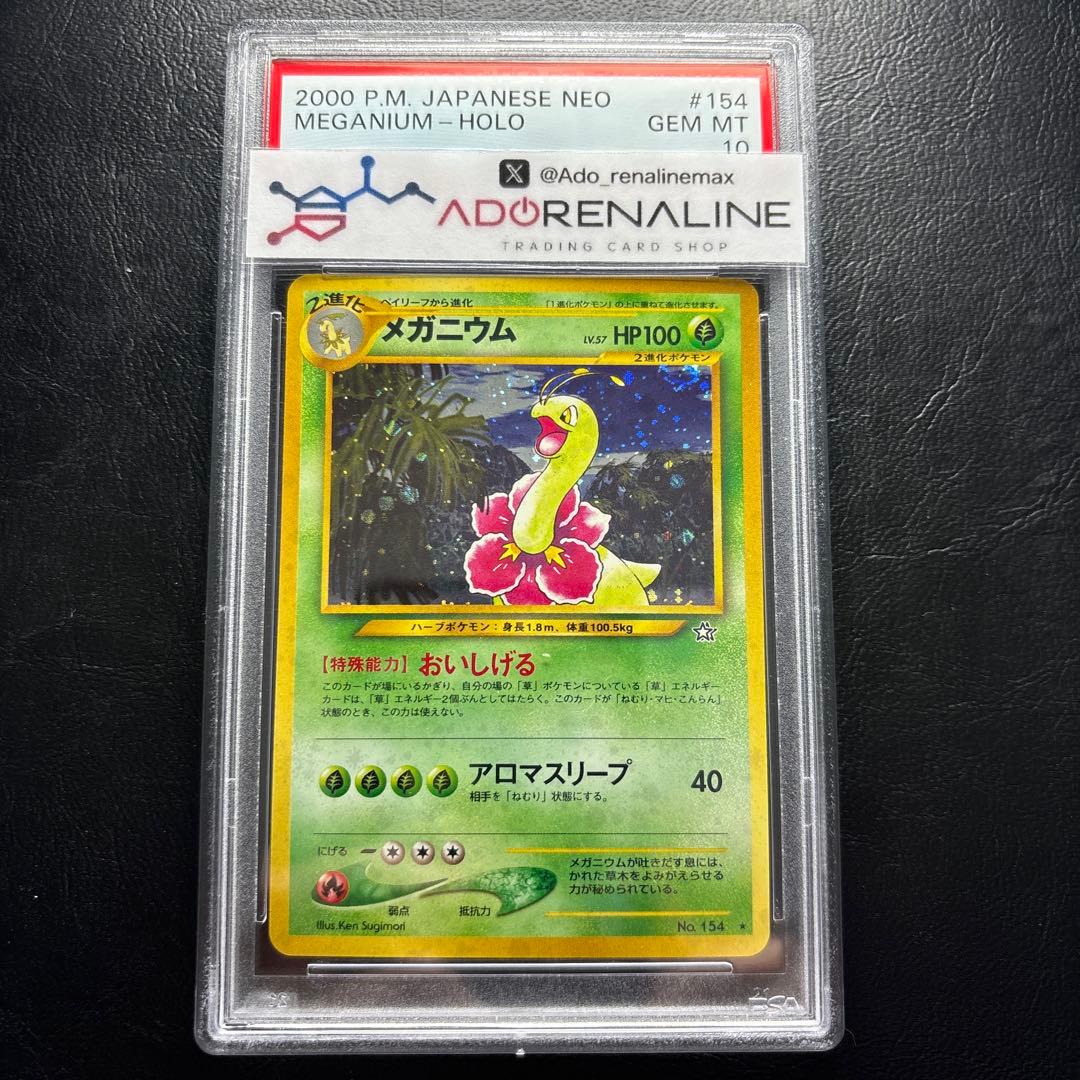 2000 P.M. JAPANESE NEO #154
MEGANIUM - HOLO GEM MT
10
@Ado_renalinemax
ADORENALINE
TRADING CARD SHOP
2進化
ベイリーフから進化 「1進化ポケモン」の上に重ねて進化させます。
メガニウム LV.57 HP100
2進化ポケモン
ハーブポケモン：身長1.8m、体重100.5kg
【特殊能力】おいしげる
このカードが場にいるかぎり、自分の場の「草」ポケモンについている「草」エネルギー
カードは、「草」エネルギー2個ぶんとしてはたらく。このカードが「ねむり・マヒ・こんらん」
状態のとき、この力は使えない。
アロマスリープ 40
相手を「ねむり」状態にする。
にげる
メガニウムが吐きだす息には、
かれた草木をよみがえらせる
力が秘められている。
弱点 抵抗力
Illus.Ken Sugimori No. 154 ★